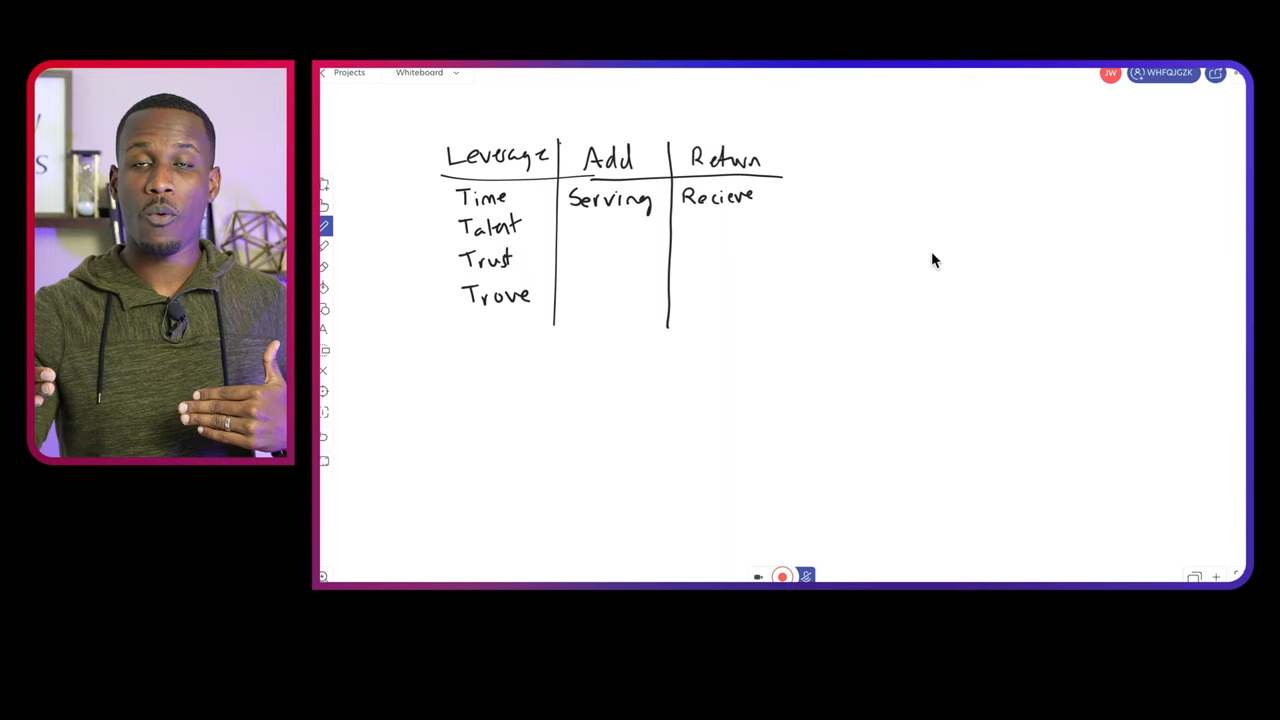 Projects Whiteboard JW WHFQJGZK
Leverage Add Return
Time Serving Recieve
Talent
Trust
Trove
S